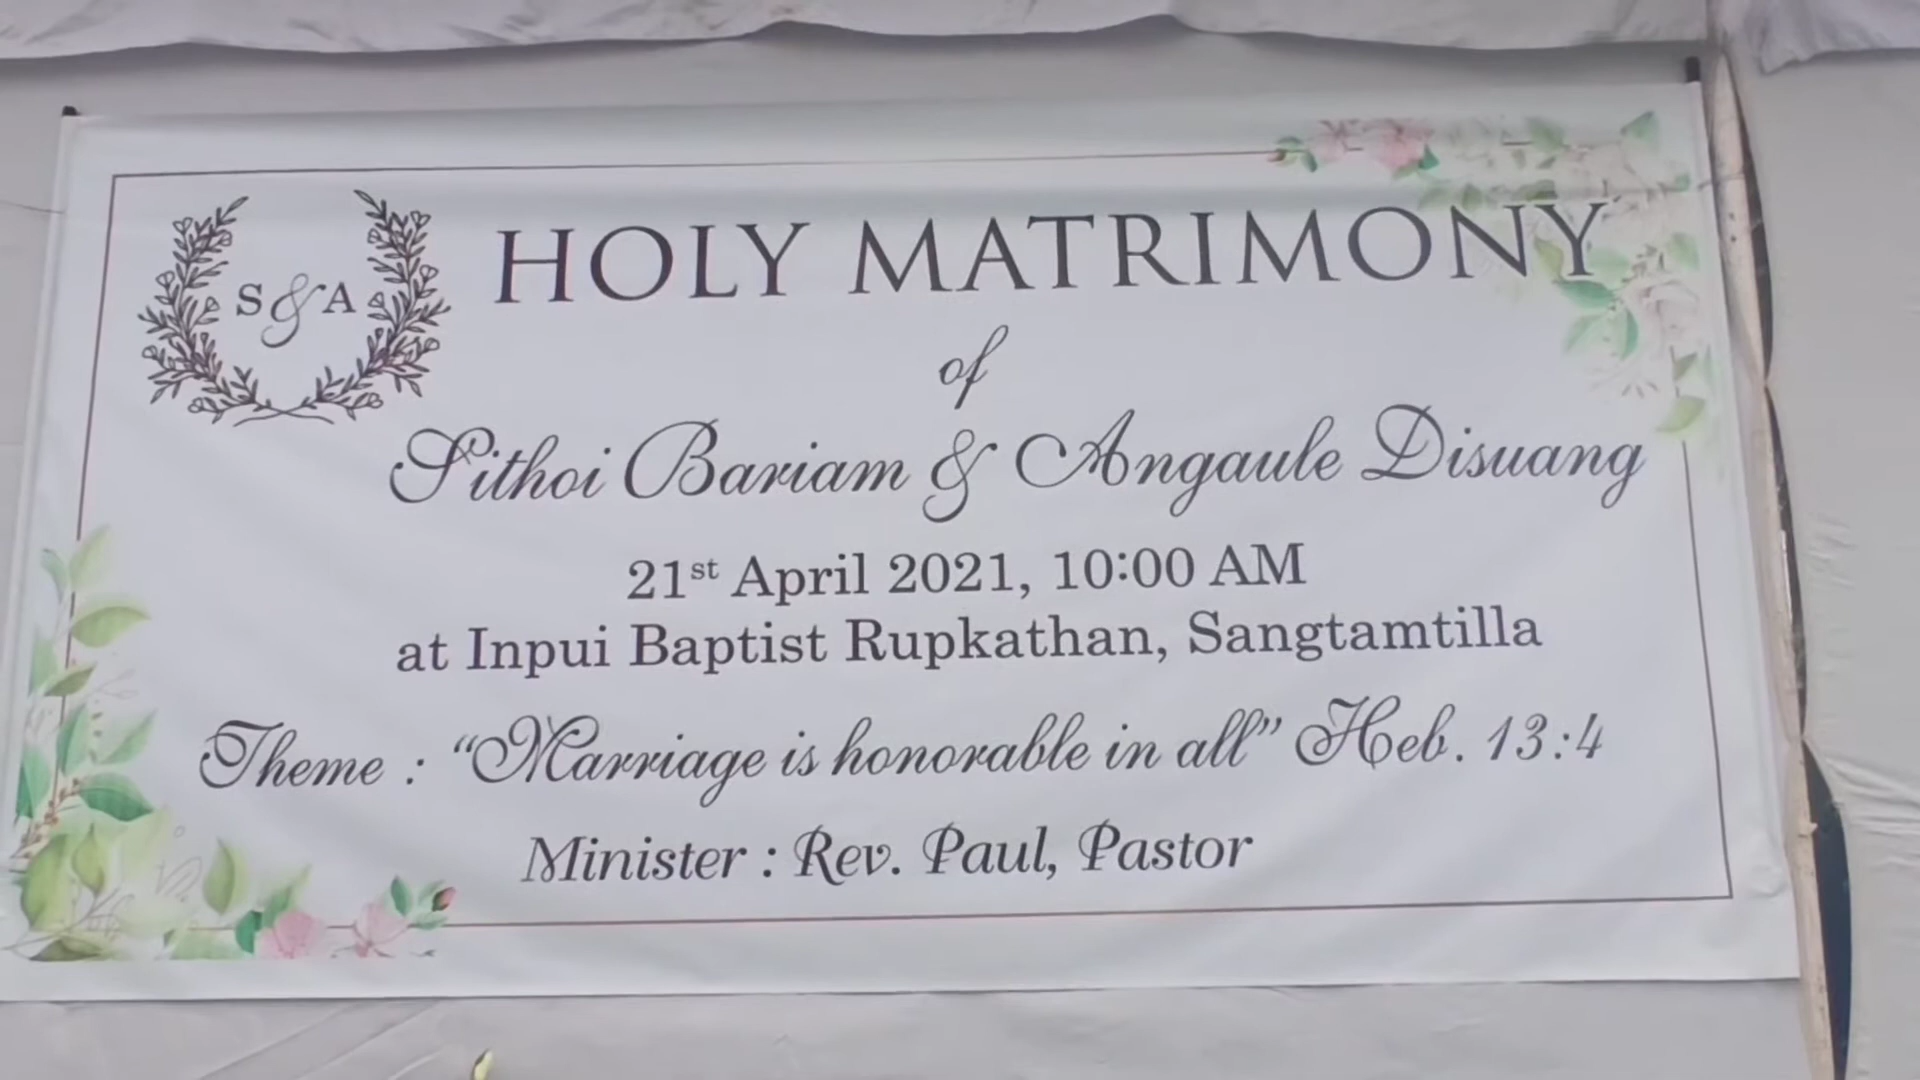 S & A
HOLY MATRIMONY
of
Sithoi Bariam & Angaule Disuang
21st April 2021, 10:00 AM
at Inpui Baptist Rupkathan, Sangtamtilla
Theme : “Marriage is honorable in all” Heb. 13:4
Minister : Rev. Paul, Pastor